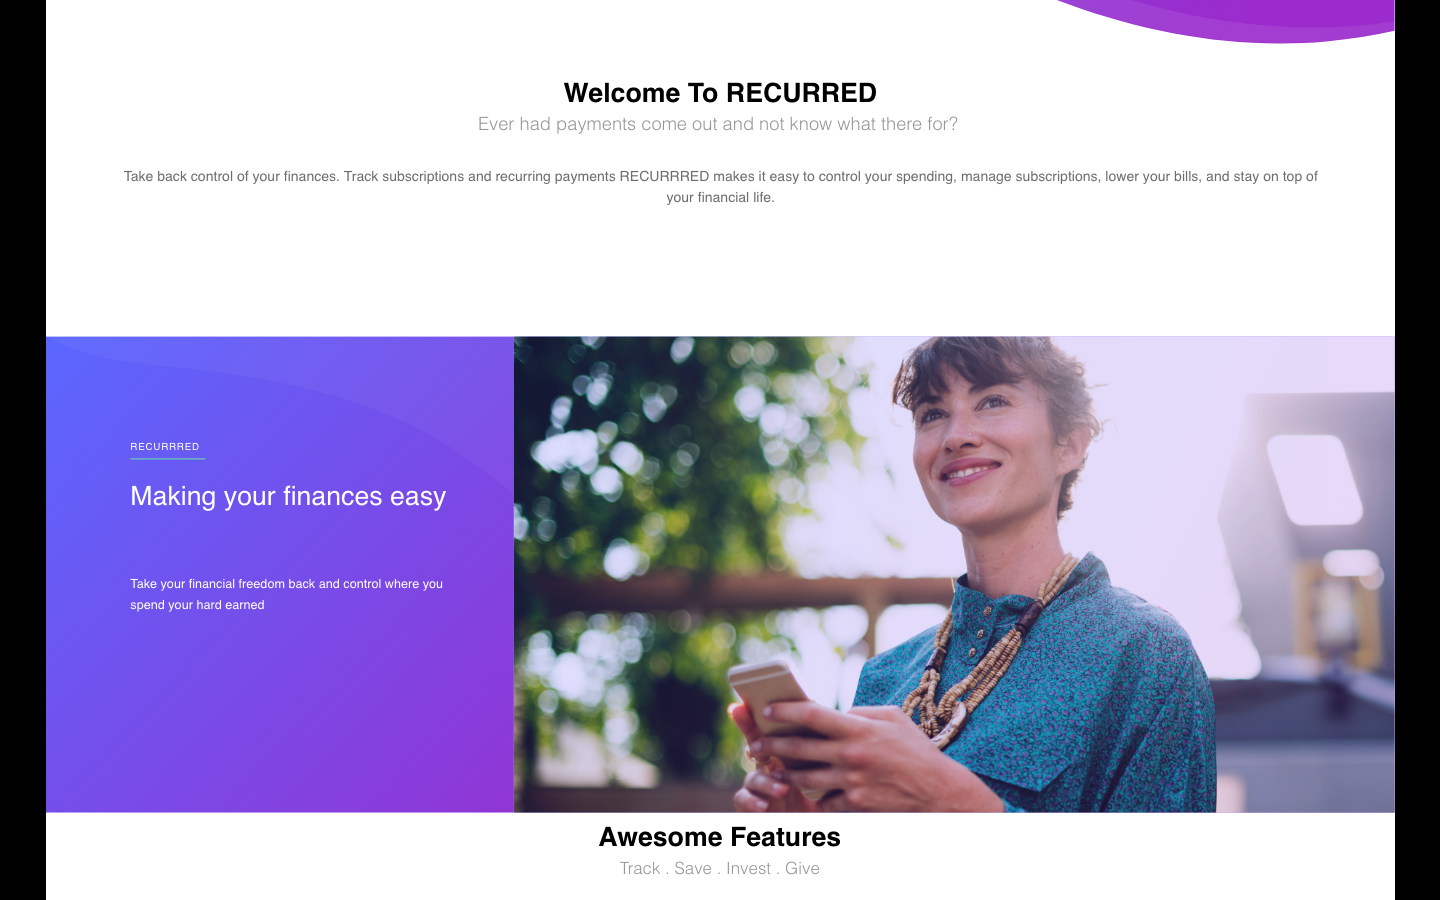 Welcome To RECURRED
Ever had payments come out and not know what there for?
Take back control of your finances. Track subscriptions and recurring payments RECURRRED makes it easy to control your spending, manage subscriptions, lower your bills, and stay on top of
your financial life.
RECURRRED
Making your finances easy
Take your financial freedom back and control where you
spend your hard earned
Awesome Features
Track . Save . Invest . Give